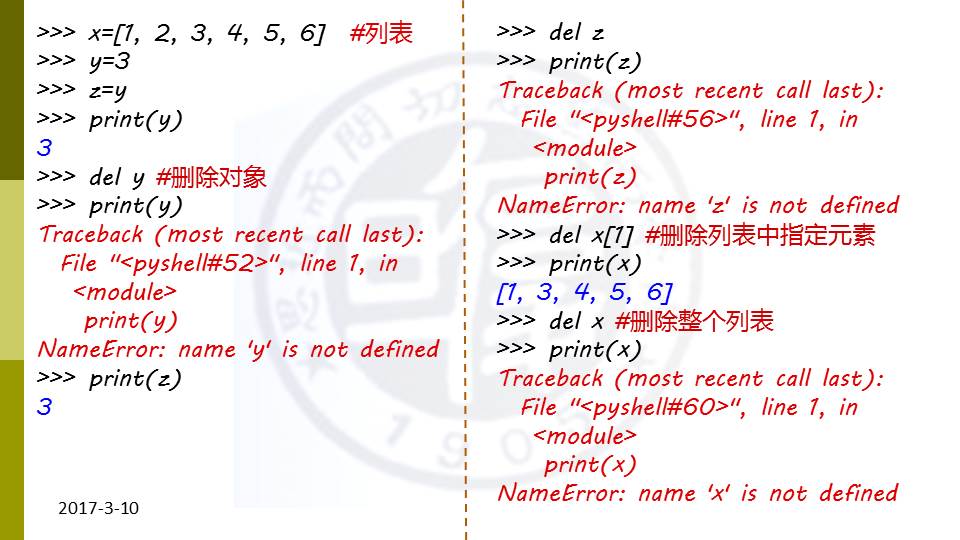 >>> x=[1, 2, 3, 4, 5, 6]  #列表
>>> y=3
>>> z=y
>>> print(y)
3
>>> del y #删除对象
>>> print(y)
Traceback (most recent call last):
  File "<pyshell#52>", line 1, in
<module>
    print(y)
NameError: name 'y' is not defined
>>> print(z)
3
>>> del z
>>> print(z)
Traceback (most recent call last):
  File "<pyshell#56>", line 1, in
<module>
    print(z)
NameError: name 'z' is not defined
>>> del x[1] #删除列表中指定元素
>>> print(x)
[1, 3, 4, 5, 6]
>>> del x #删除整个列表
>>> print(x)
Traceback (most recent call last):
  File "<pyshell#60>", line 1, in
<module>
    print(x)
NameError: name 'x' is not defined
2017-3-10